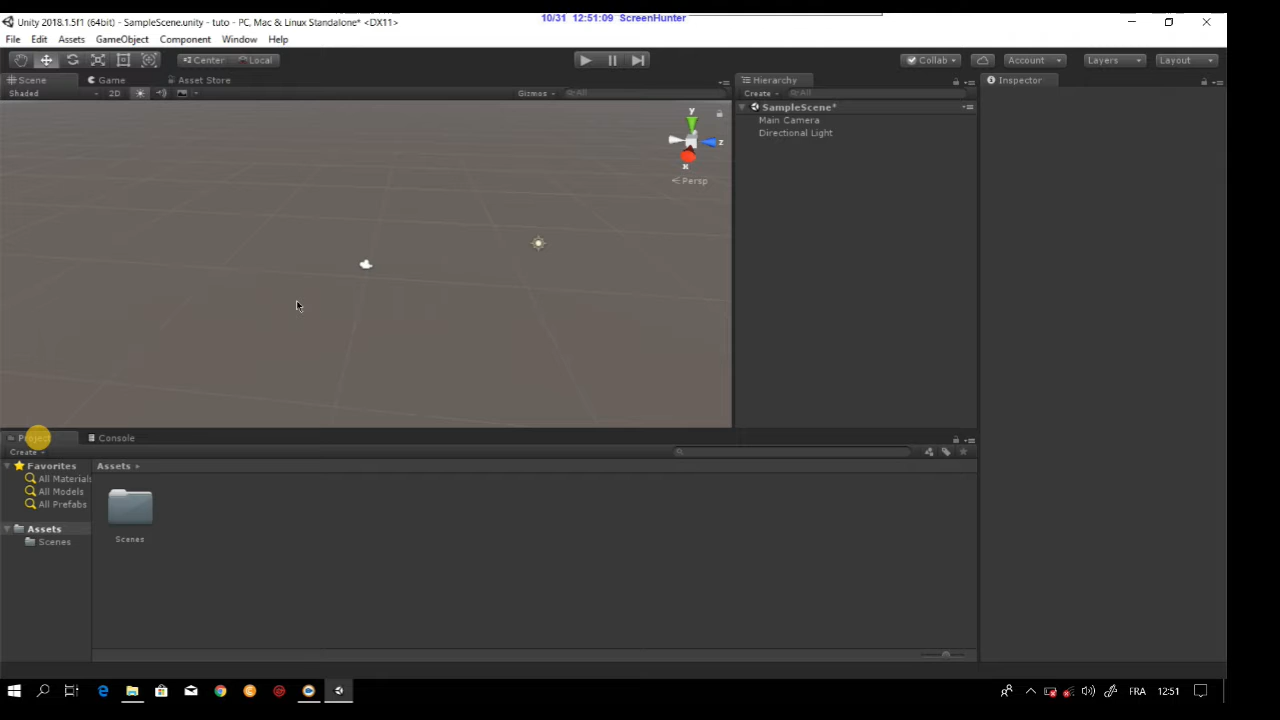 10/31 12:51:09 ScreenHunter
Unity 2018.1.5f1 (64bit) - SampleScene.unity - tuto - PC, Mac & Linux Standalone* <DX11>
File Edit Assets GameObject Component Window Help
Center Local Collab Account Layers Layout
Scene Game Asset Store Hierarchy Inspector
Shaded 2D Gizmos All Create All
SampleScene*
Main Camera
Directional Light
y
z
x
Persp
Project Console
Create
Favorites
All Materials
All Models
All Prefabs
Assets
Scenes
Assets
Scenes
FRA 12:51